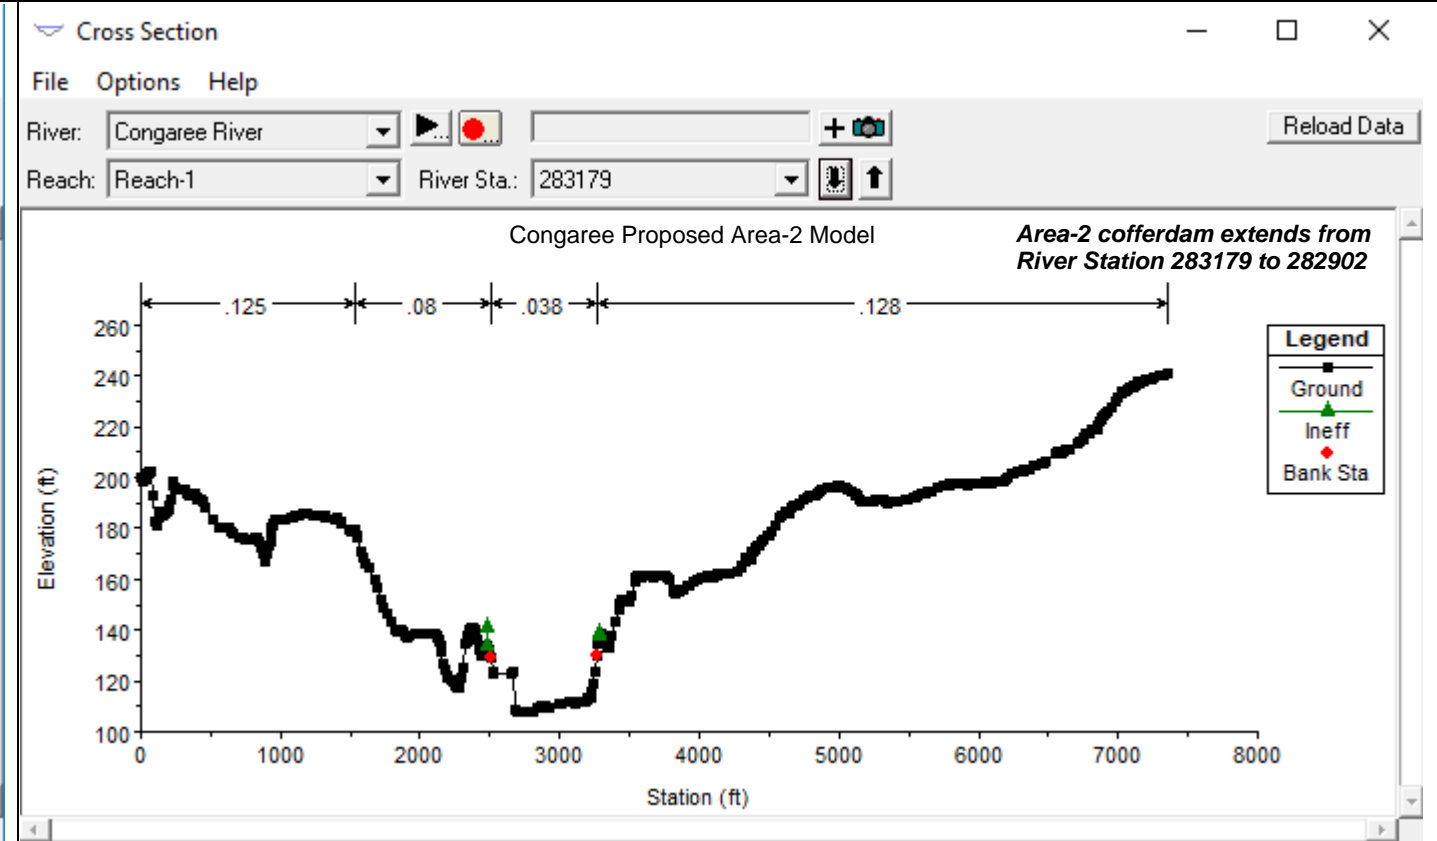 Cross Section
File Options Help
River: Congaree River ... ... + Reload Data
Reach: Reach-1 River Sta.: 283179
Congaree Proposed Area-2 Model
Area-2 cofferdam extends from
River Station 283179 to 282902
.125 .08 .038 .128
260
240
220
200
180
160
140
120
100
Elevation (ft)
0 1000 2000 3000 4000 5000 6000 7000 8000
Station (ft)
Legend
Ground
Ineff
Bank Sta